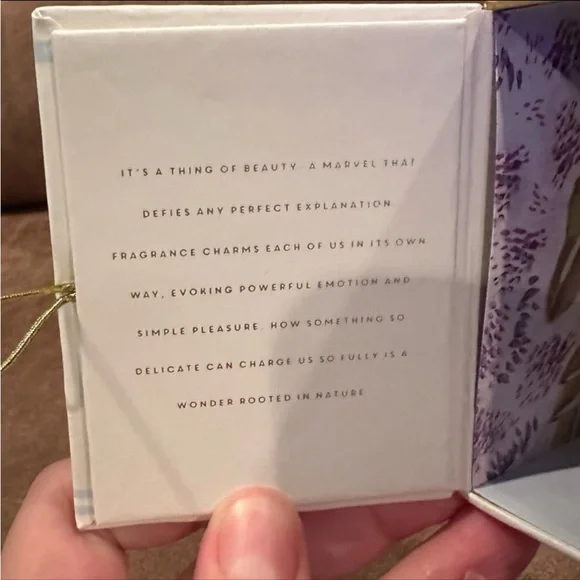 IT'S A THING OF BEAUTY. A MARVEL THAT
DEFIES ANY PERFECT EXPLANATION.
FRAGRANCE CHARMS EACH OF US IN ITS OWN
WAY, EVOKING POWERFUL EMOTION AND
SIMPLE PLEASURE. HOW SOMETHING SO
DELICATE CAN CHARGE US SO FULLY IS A
WONDER ROOTED IN NATURE